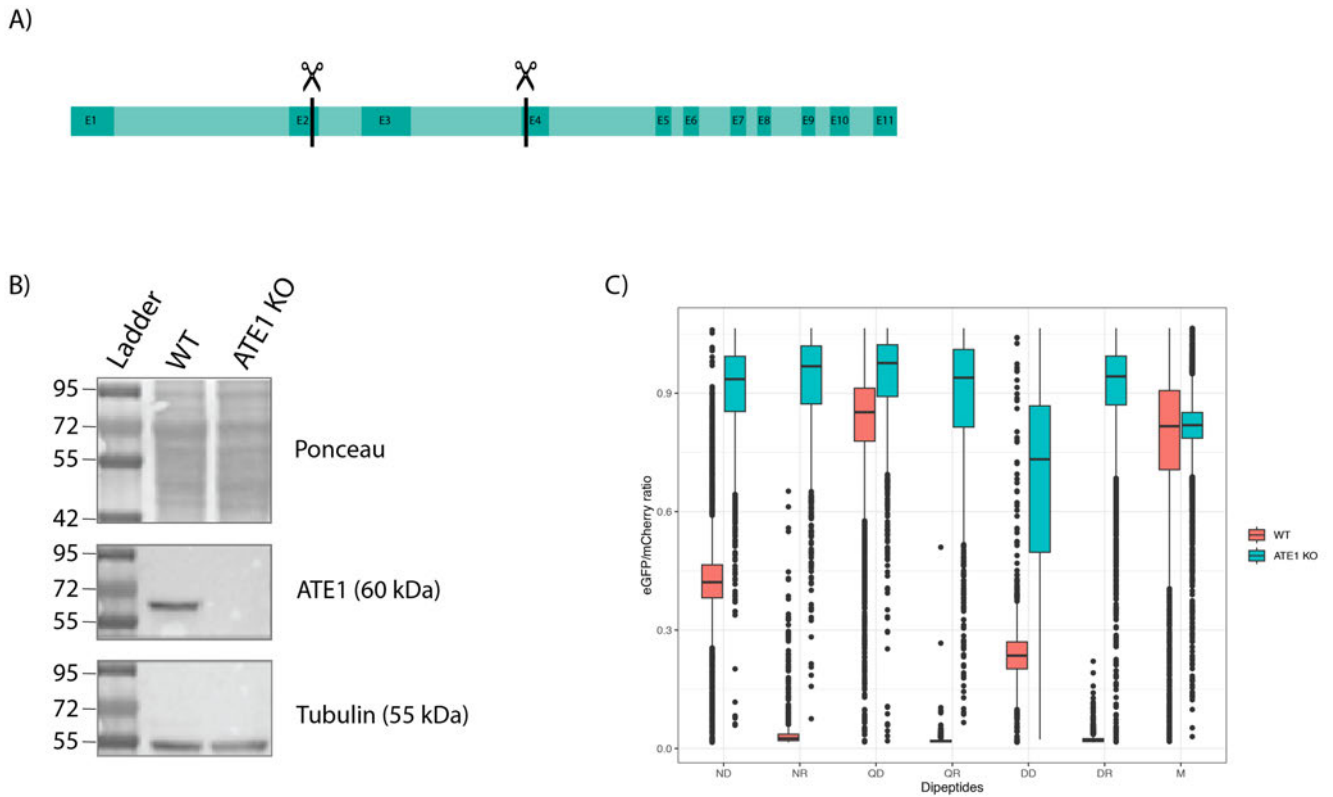 A)
E1
E2
E3
E4
E5
E6
E7
E8
E9
E10
E11
B)
Ladder
WT
ATE1 KO
95
72
55
42
Ponceau
95
72
55
ATE1 (60 kDa)
95
72
55
Tubulin (55 kDa)
C)
eGFP/mCherry ratio
0.9
0.6
0.3
0.0
ND
NR
QD
QR
DD
DR
M
Dipeptides
WT
ATE1 KO